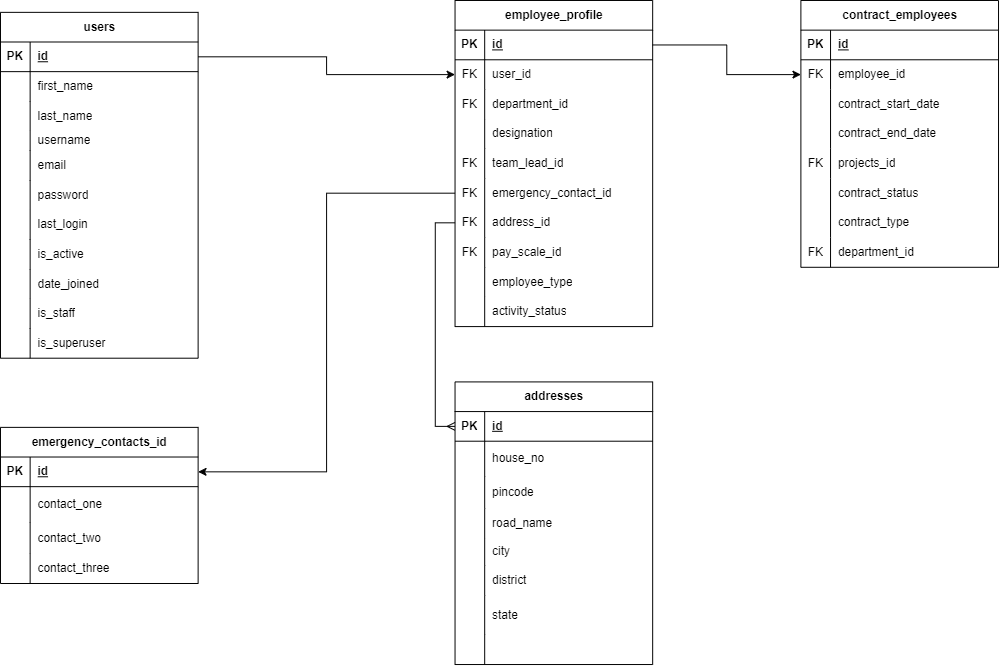 users
PK id
first_name
last_name
username
email
password
last_login
is_active
date_joined
is_staff
is_superuser
employee_profile
PK id
FK user_id
FK department_id
designation
FK team_lead_id
FK emergency_contact_id
FK address_id
FK pay_scale_id
employee_type
activity_status
contract_employees
PK id
FK employee_id
contract_start_date
contract_end_date
FK projects_id
contract_status
contract_type
FK department_id
emergency_contacts_id
PK id
contact_one
contact_two
contact_three
addresses
PK id
house_no
pincode
road_name
city
district
state